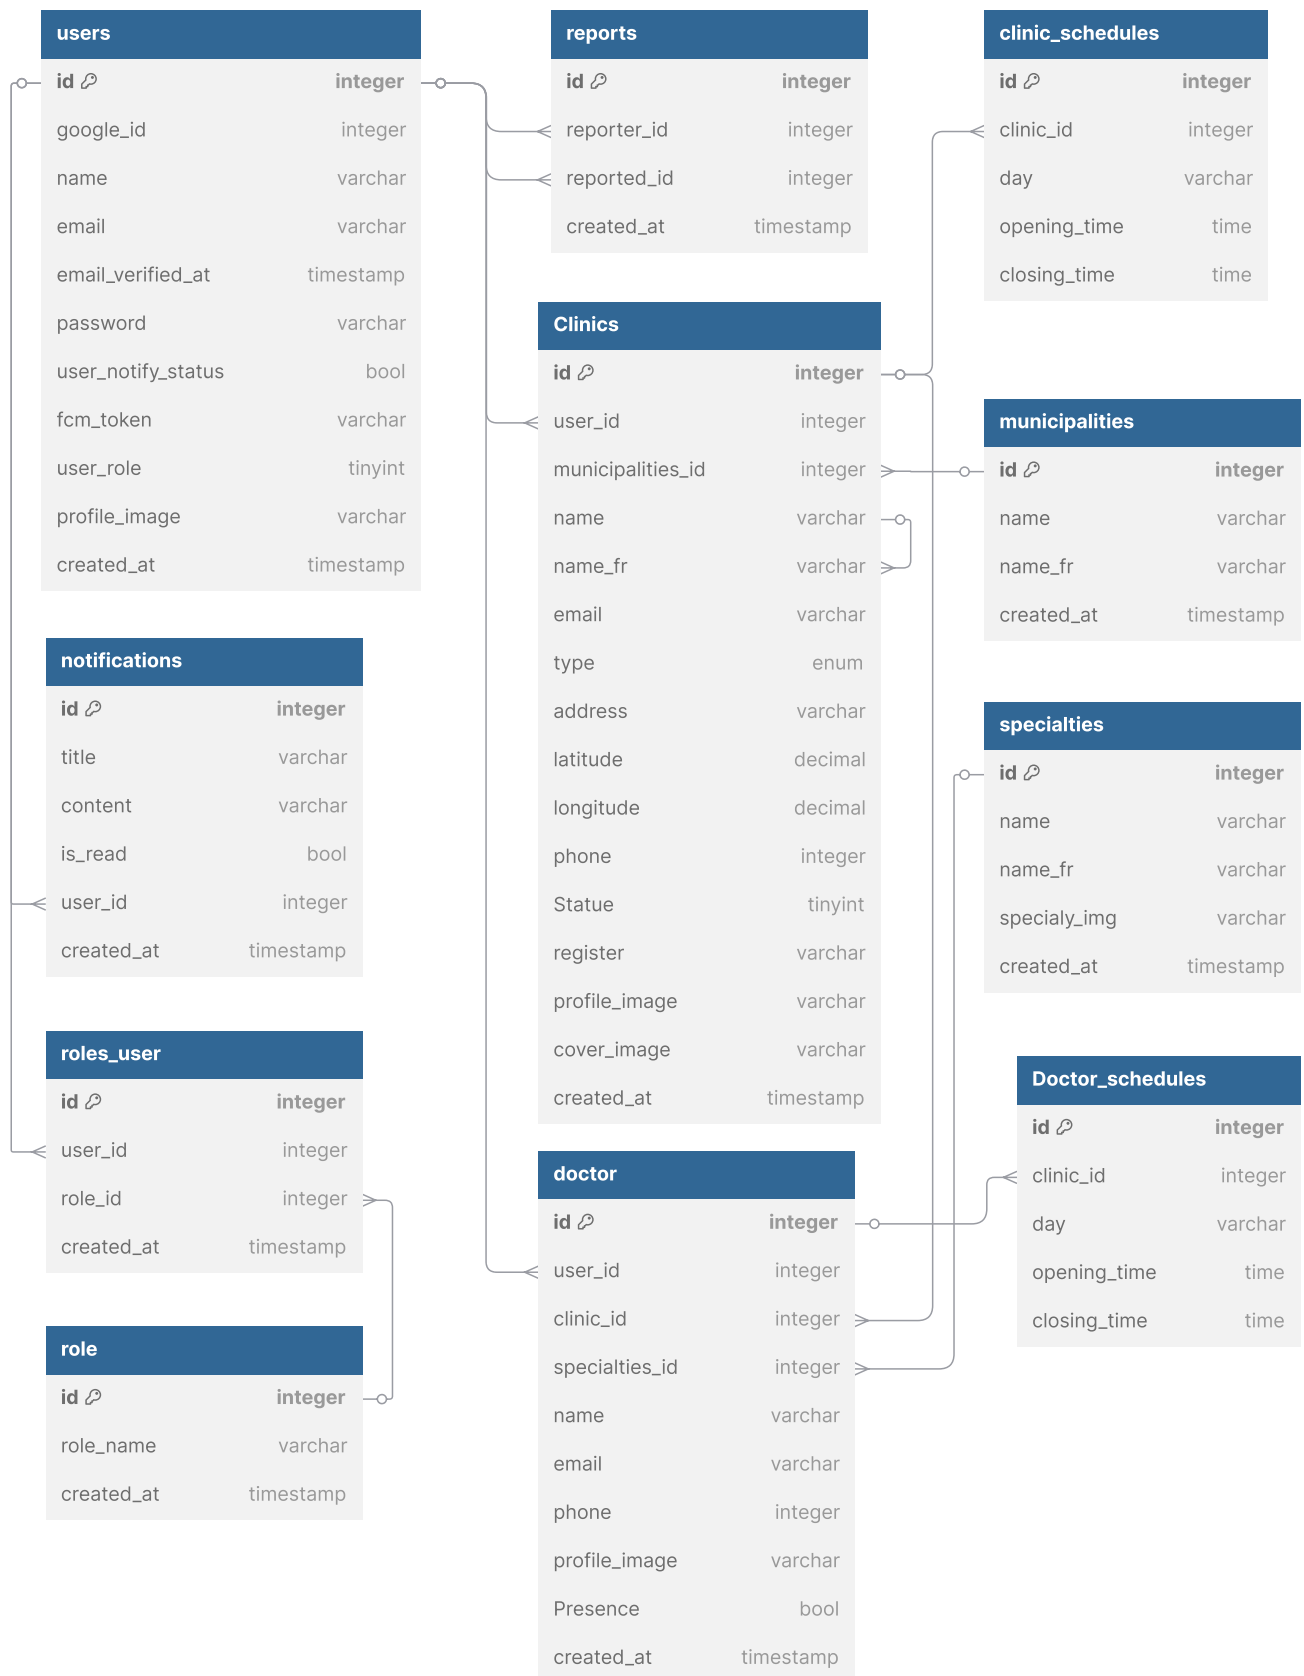 users
id integer
google_id integer
name varchar
email varchar
email_verified_at timestamp
password varchar
user_notify_status bool
fcm_token varchar
user_role tinyint
profile_image varchar
created_at timestamp
notifications
id integer
title varchar
content varchar
is_read bool
user_id integer
created_at timestamp
roles_user
id integer
user_id integer
role_id integer
created_at timestamp
role
id integer
role_name varchar
created_at timestamp
reports
id integer
reporter_id integer
reported_id integer
created_at timestamp
Clinics
id integer
user_id integer
municipalities_id integer
name varchar
name_fr varchar
email varchar
type enum
address varchar
latitude decimal
longitude decimal
phone integer
Statue tinyint
register varchar
profile_image varchar
cover_image varchar
created_at timestamp
doctor
id integer
user_id integer
clinic_id integer
specialties_id integer
name varchar
email varchar
phone integer
profile_image varchar
Presence bool
created_at timestamp
clinic_schedules
id integer
clinic_id integer
day varchar
opening_time time
closing_time time
municipalities
id integer
name varchar
name_fr varchar
created_at timestamp
specialties
id integer
name varchar
name_fr varchar
specialy_img varchar
created_at timestamp
Doctor_schedules
id integer
clinic_id integer
day varchar
opening_time time
closing_time time